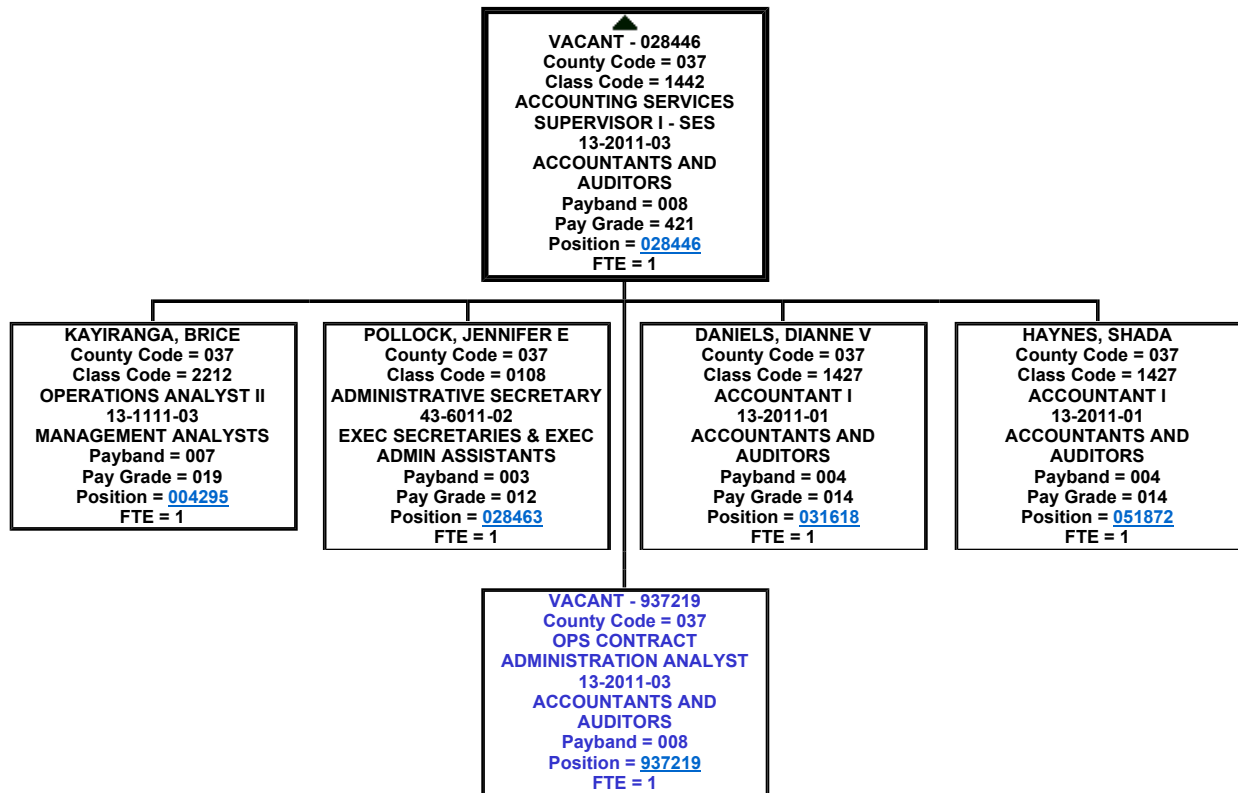 VACANT - 028446
County Code = 037
Class Code = 1442
ACCOUNTING SERVICES
SUPERVISOR I - SES
13-2011-03
ACCOUNTANTS AND
AUDITORS
Payband = 008
Pay Grade = 421
Position = 028446
FTE = 1
KAYIRANGA, BRICE
County Code = 037
Class Code = 2212
OPERATIONS ANALYST II
13-1111-03
MANAGEMENT ANALYSTS
Payband = 007
Pay Grade = 019
Position = 004295
FTE = 1
POLLOCK, JENNIFER E
County Code = 037
Class Code = 0108
ADMINISTRATIVE SECRETARY
43-6011-02
EXEC SECRETARIES & EXEC
ADMIN ASSISTANTS
Payband = 003
Pay Grade = 012
Position = 028463
FTE = 1
DANIELS, DIANNE V
County Code = 037
Class Code = 1427
ACCOUNTANT I
13-2011-01
ACCOUNTANTS AND
AUDITORS
Payband = 004
Pay Grade = 014
Position = 031618
FTE = 1
HAYNES, SHADA
County Code = 037
Class Code = 1427
ACCOUNTANT I
13-2011-01
ACCOUNTANTS AND
AUDITORS
Payband = 004
Pay Grade = 014
Position = 051872
FTE = 1
VACANT - 937219
County Code = 037
OPS CONTRACT
ADMINISTRATION ANALYST
13-2011-03
ACCOUNTANTS AND
AUDITORS
Payband = 008
Position = 937219
FTE = 1